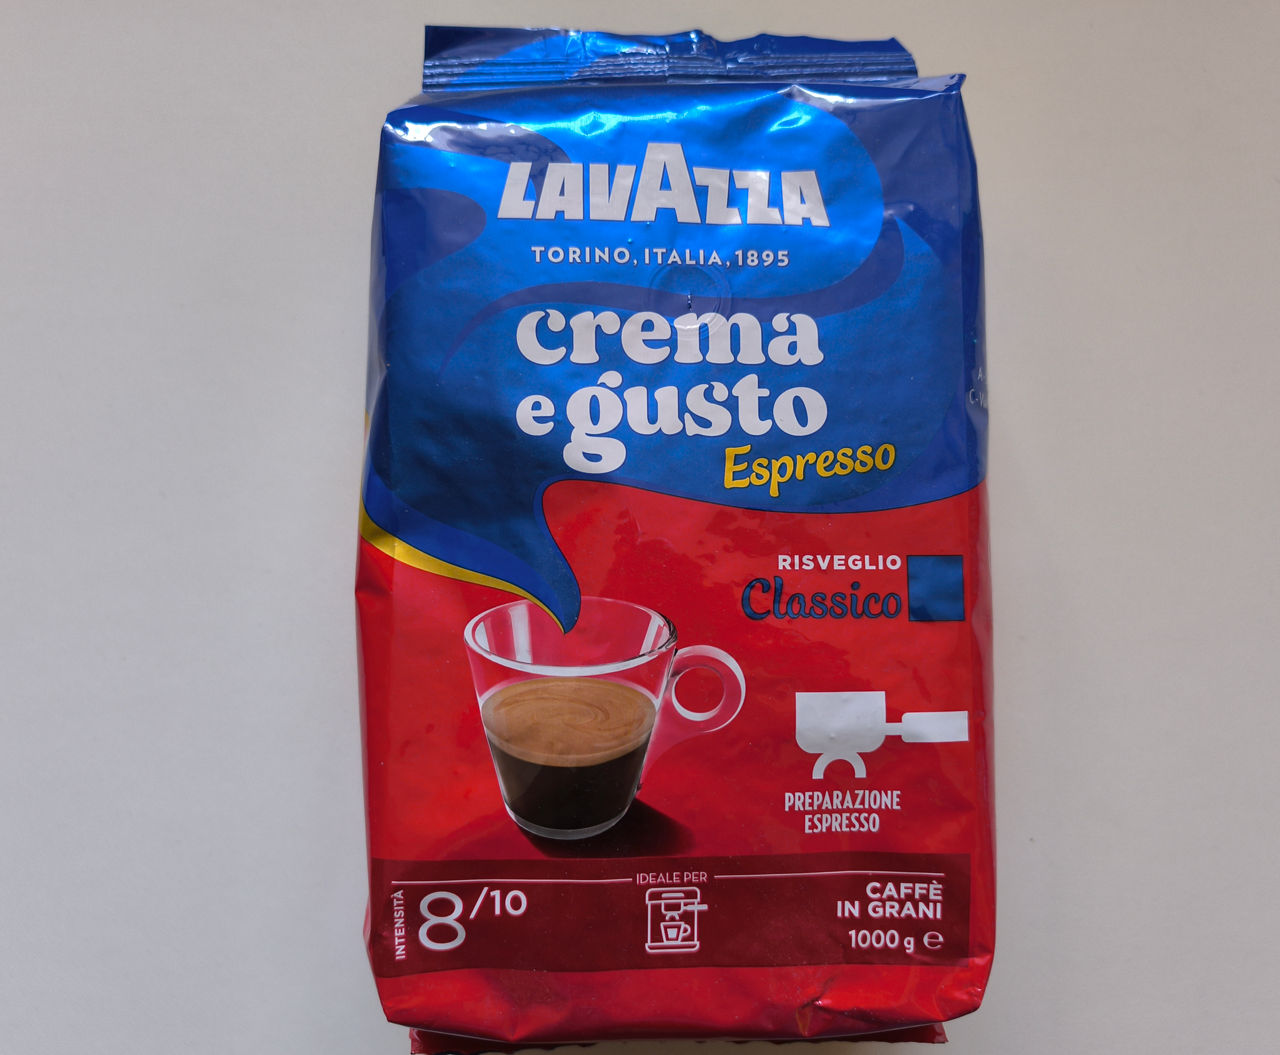 LAVAZZA
TORINO, ITALIA, 1895
crema
e gusto
Espresso
RISVEGLIO
Classico
PREPARAZIONE
ESPRESSO
IDEALE PER
INTENSITÀ
8/10
CAFFÈ
IN GRANI
1000 g ℮